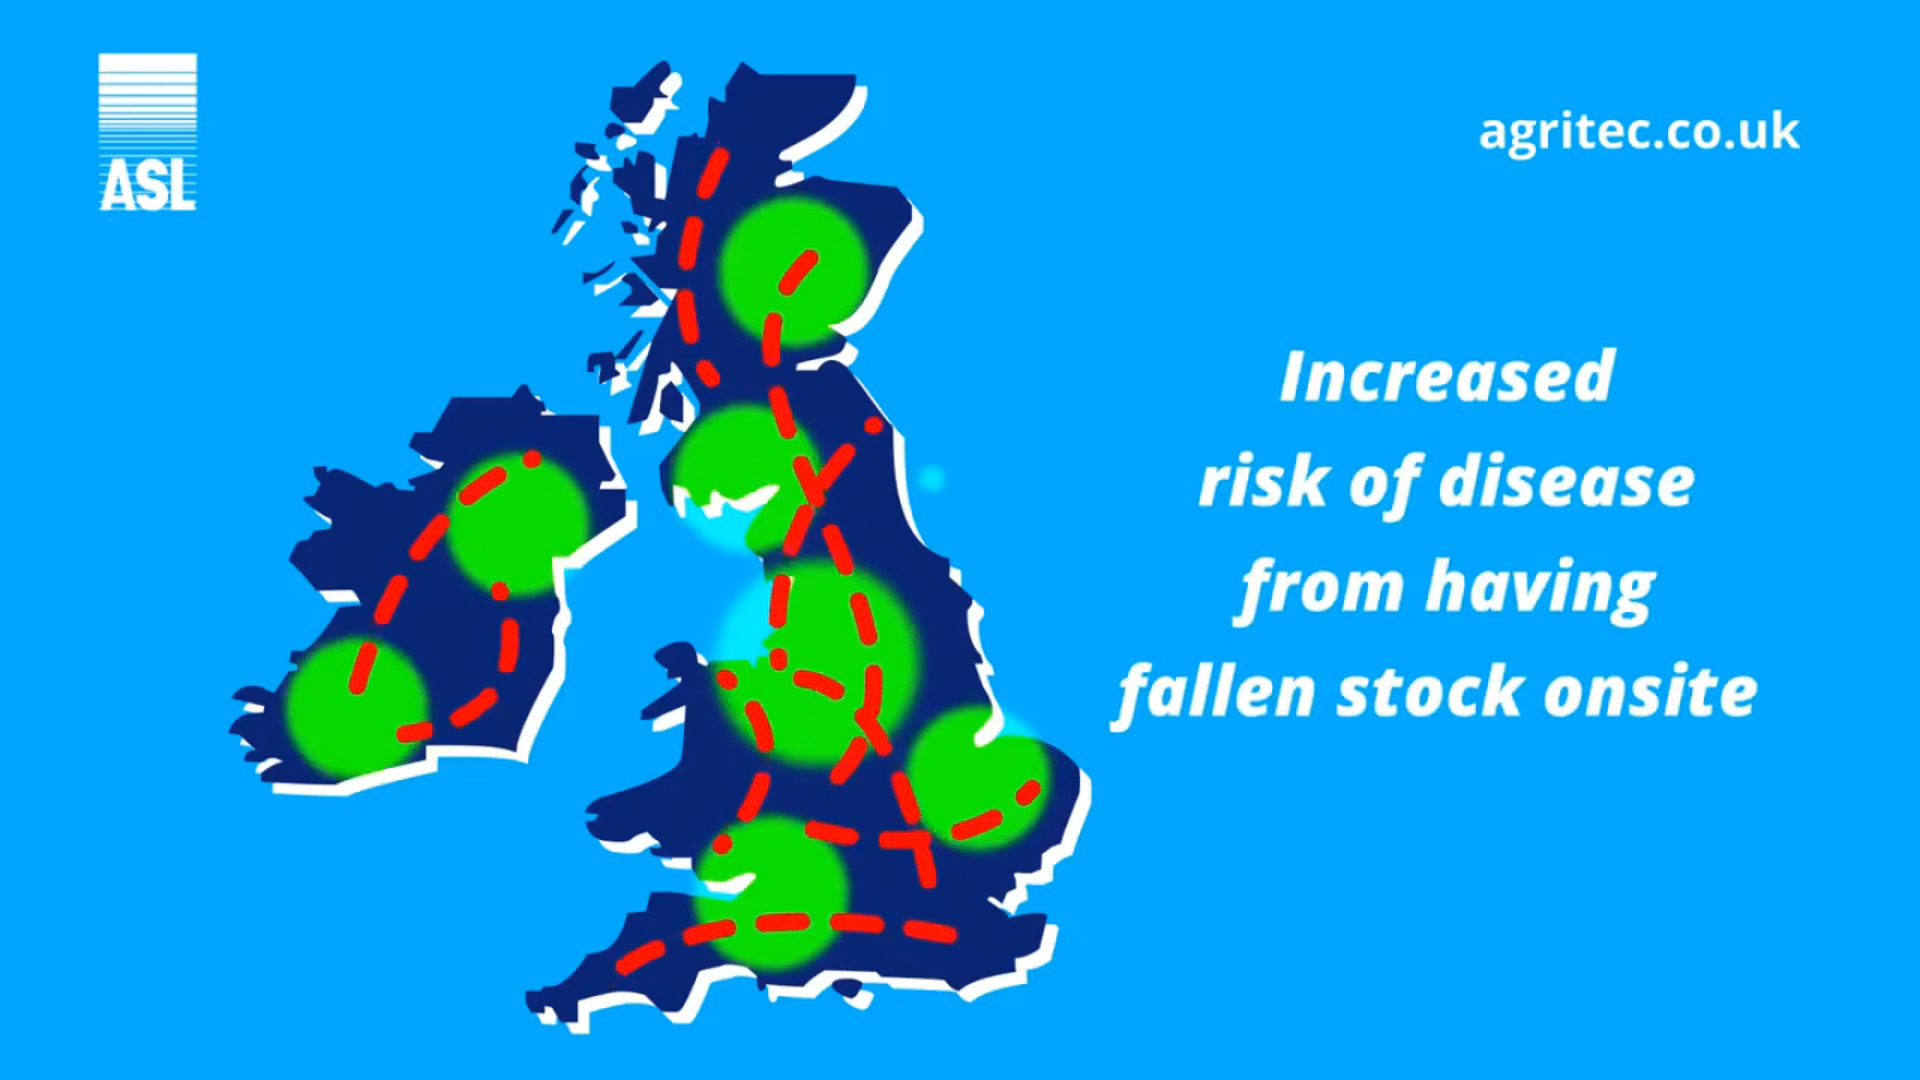 ASL
agritec.co.uk
Increased
risk of disease
from having
fallen stock onsite